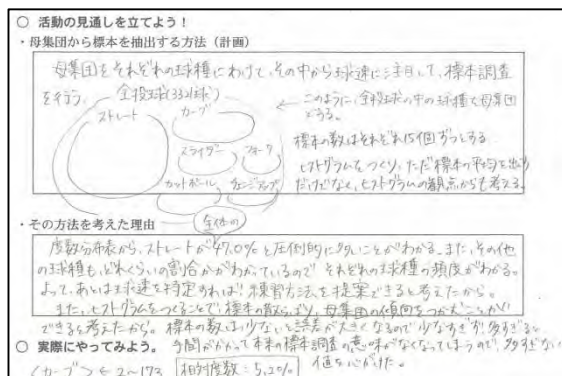 ○ 活動の見通しを立てよう！
・母集団から標本を抽出する方法（計画）
母集団をそれぞれの球種にわけて、その中から球速に注目して、標本調査
を行う。 全投球(332球) ← このように、全投球の中の球種を母集団
ストレート カーブ とする。
標本の数はそれぞれ15個ずつとする
スライダー フォーク
ヒストグラムをつくり、ただ標本の平均を出す
カットボール チェンジアップ だけでなく、ヒストグラムの観点からも考える。
・その方法を考えた理由 全体の
度数分布表から、ストレートが47.0%と圧倒的に多いことがわかる。また、その他
の球種も、どれくらいの割合かがわかっているので それぞれの球種の頻度がわかる。
よって、あとは球速を特定すれば、練習方法を提案できると考えたから。
また、ヒストグラムをつくることで、標本の散らばり、母集団の傾向をつかむことが
できると考えたから。 標本の数は少ないと誤差が大きくなるので少なすぎず、多すぎると
○ 実際にやってみよう。 手間がかかって本来の標本調査の意味がなくなってしまうので、多すぎない
<カーブ> 2〜173 相対度数：5.2% 値を心がけた。